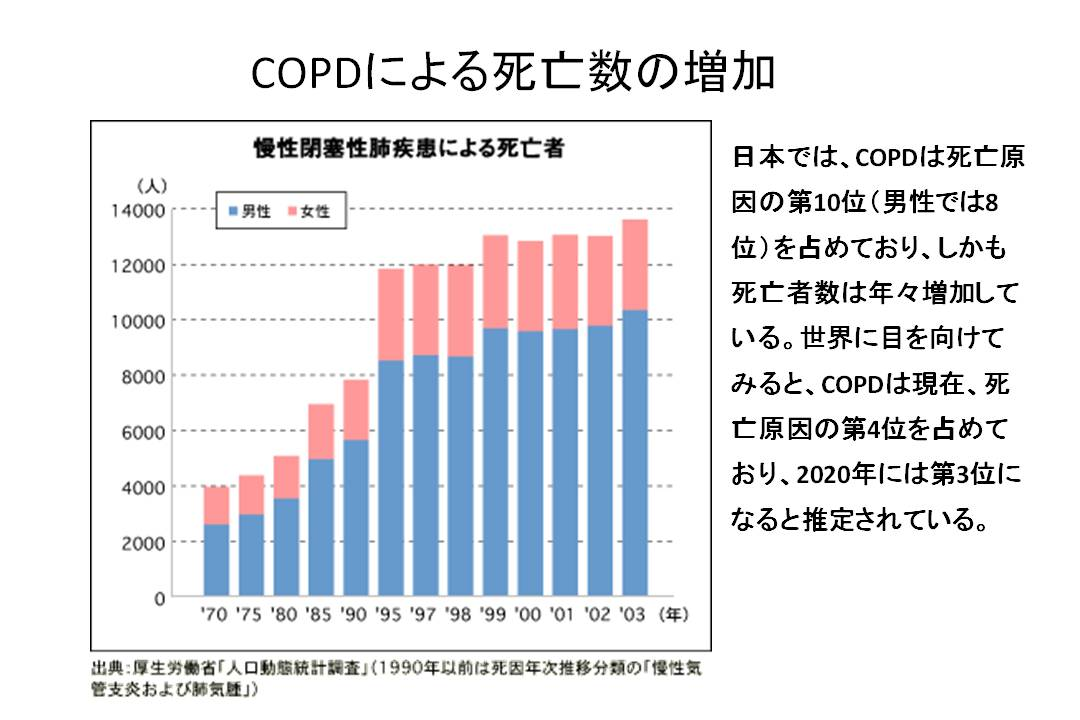 COPDによる死亡数の増加
慢性閉塞性肺疾患による死亡者
（人）
男性 女性
14000
12000
10000
8000
6000
4000
2000
0
'70 '75 '80 '85 '90 '95 '97 '98 '99 '00 '01 '02 '03 （年）
出典：厚生労働省「人口動態統計調査」（1990年以前は死因年次推移分類の「慢性気
管支炎および肺気腫」）
日本では、COPDは死亡原
因の第10位（男性では8
位）を占めており、しかも
死亡者数は年々増加して
いる。世界に目を向けて
みると、COPDは現在、死
亡原因の第4位を占めて
おり、2020年には第3位に
なると推定されている。